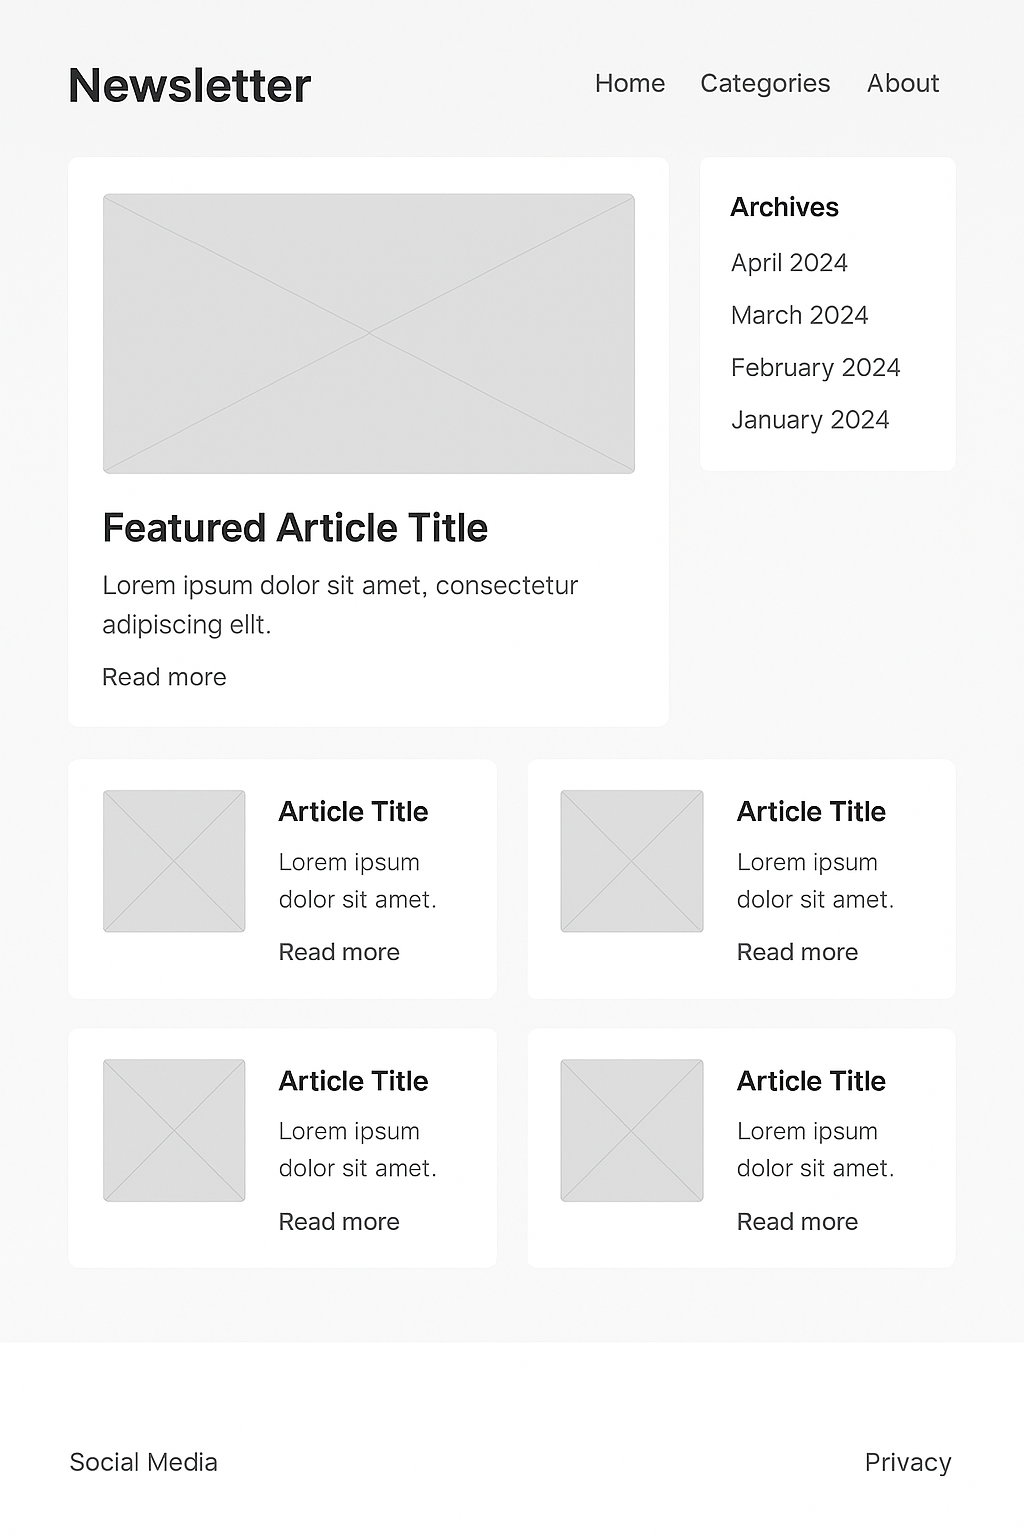 Newsletter
Home Categories About
Featured Article Title
Lorem ipsum dolor sit amet, consectetur
adipiscing ellt.
Read more
Archives
April 2024
March 2024
February 2024
January 2024
Article Title
Lorem ipsum
dolor sit amet.
Read more
Article Title
Lorem ipsum
dolor sit amet.
Read more
Article Title
Lorem ipsum
dolor sit amet.
Read more
Article Title
Lorem ipsum
dolor sit amet.
Read more
Social Media
Privacy